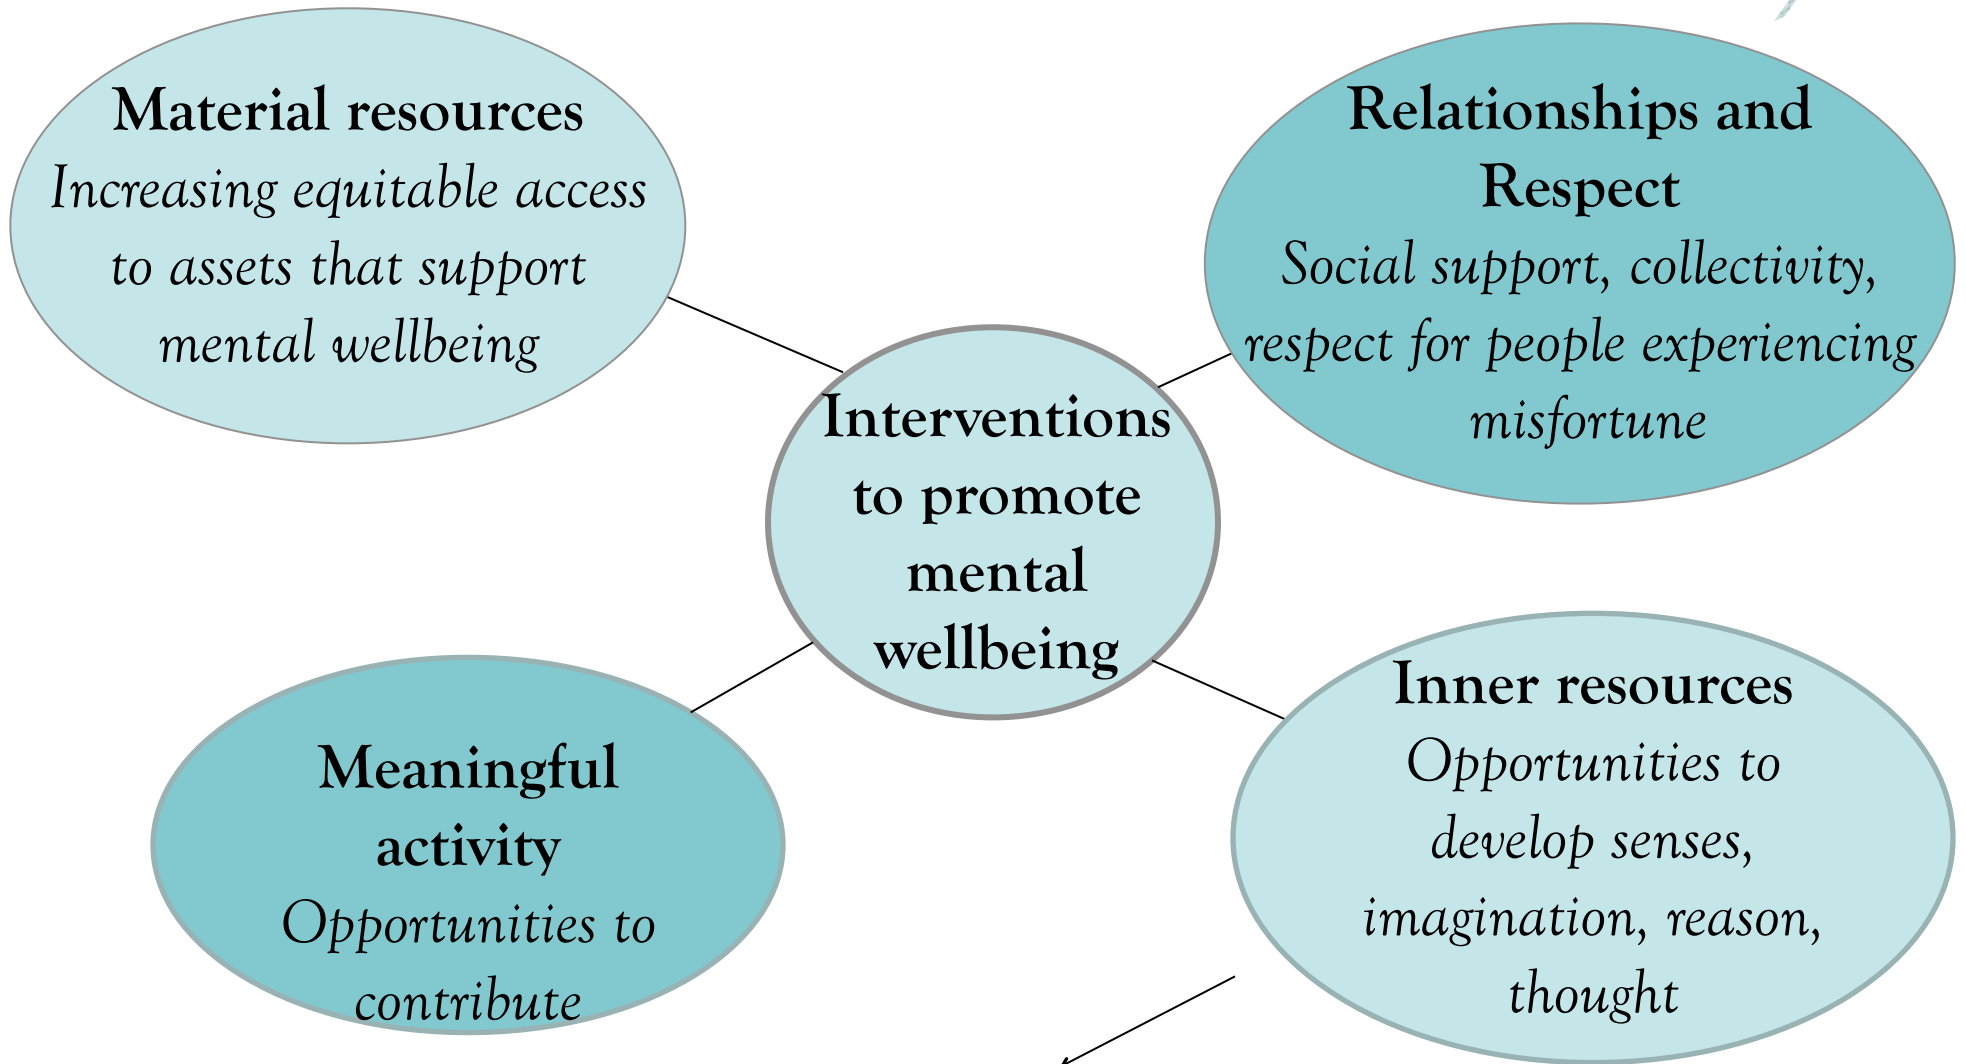 Material resources
Increasing equitable access
to assets that support
mental wellbeing
Relationships and
Respect
Social support, collectivity,
respect for people experiencing
misfortune
Interventions
to promote
mental
wellbeing
Meaningful
activity
Opportunities to
contribute
Inner resources
Opportunities to
develop senses,
imagination, reason,
thought